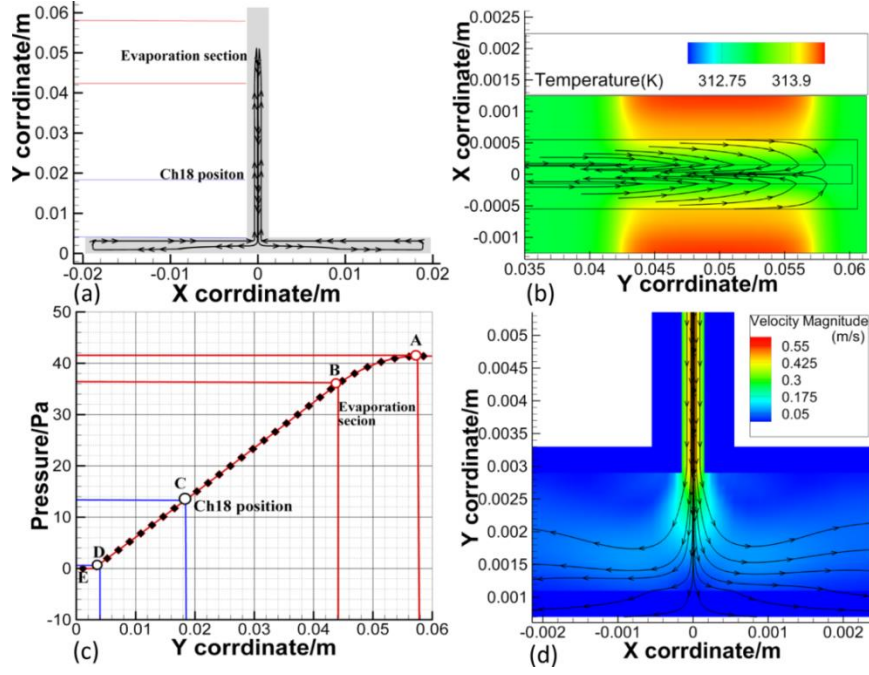 0.06
0.05
0.04
0.03
0.02
0.01
0
Y corrdinate/m
Evaporation section
Ch18 positon
-0.02
-0.01
0
0.01
0.02
(a)
X corrdinate/m
0.0025
0.002
0.0015
0.001
0.0005
0
-0.0005
-0.001
X corrdinate/m
Temperature(K)
312.75
313.9
0.035
0.04
0.045
0.05
0.055
0.06
(b)
Y corrdinate/m
50
40
30
20
10
0
-10
Pressure/Pa
A
B
Evaporation
secion
C
Ch18 position
D
E
0.00
0.01
0.02
0.03
0.04
0.05
0.06
(c)
Y corrdinate/m
0.005
0.004
0.003
0.002
0.0015
0.001
Y corrdinate/m
Velocity Magnitude
(m/s)
0.55
0.425
0.3
0.175
0.05
-0.002
-0.001
0
0.001
0.002
(d)
X corrdinate/m